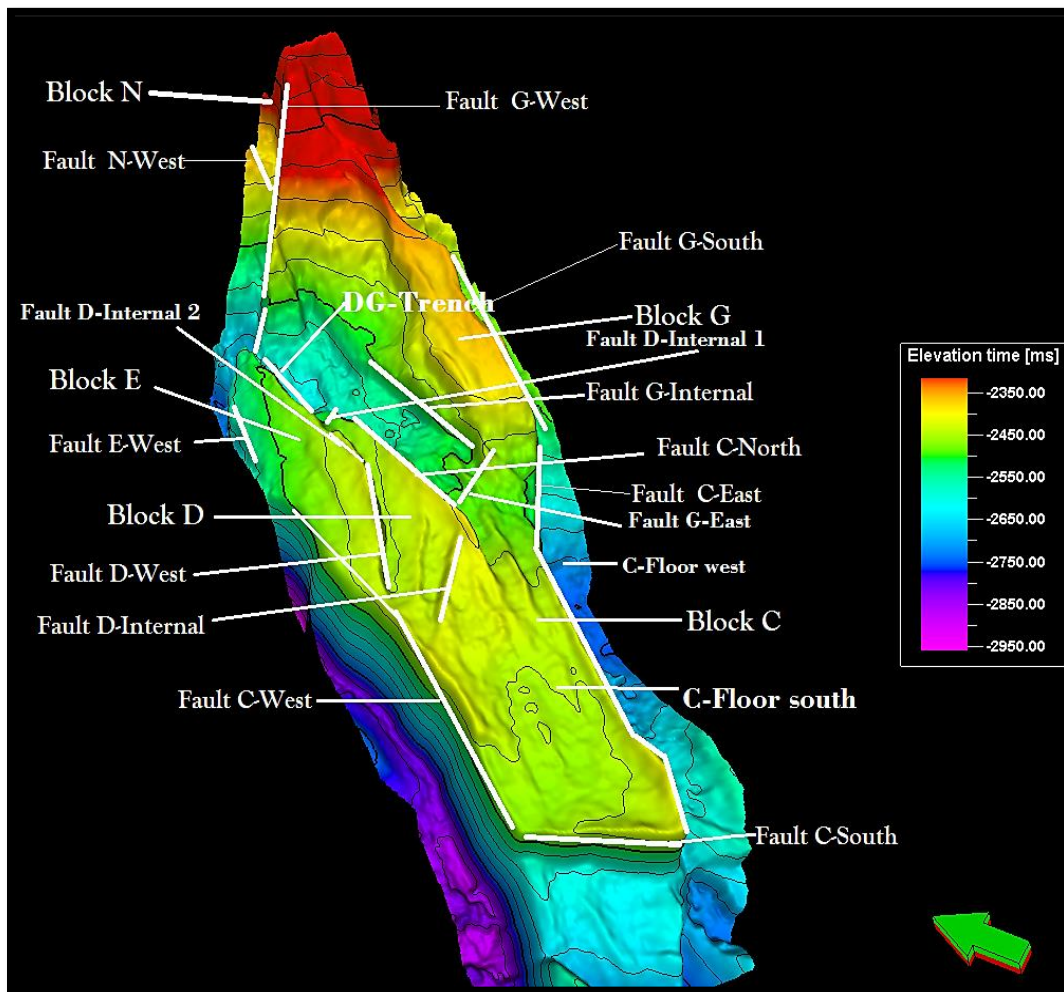 Block N
Fault G-West
Fault N-West
Fault G-South
DG-Trench
Fault D-Internal 2
Block G
Fault D-Internal 1
Elevation time [ms]
Block E
-2350.00
Fault G-Internal
Fault E-West
-2450.00
Fault C-North
-2550.00
Fault C-East
Block D
Fault G-East
-2650.00
C-Floor west
-2750.00
Fault D-West
-2850.00
Fault D-Internal
Block C
-2950.00
Fault C-West
C-Floor south
Fault C-South